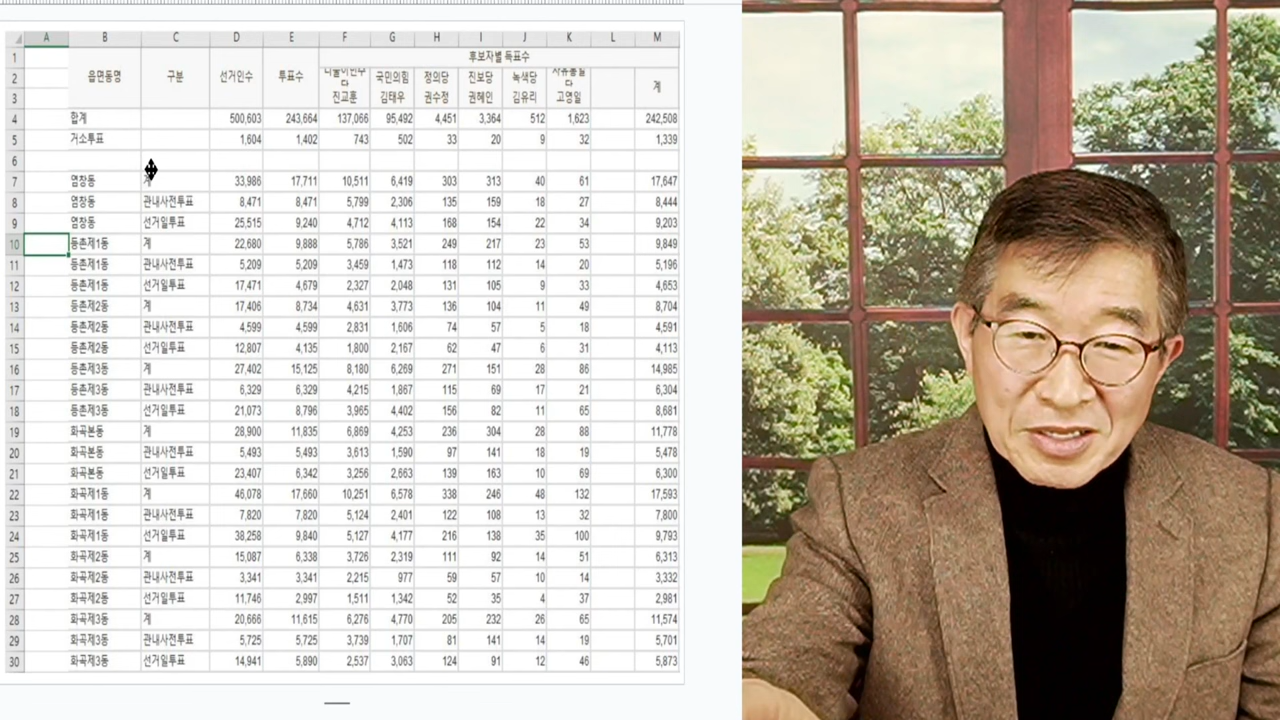 A B C D E F G H I J K L M
1 후보자별 득표수
2 읍면동명 구분 선거인수 투표수 국민의힘 정의당 진보당 녹색당 계
3 진교훈 김태우 권수정 권혜인 김유리 고영일
4 합계 500,603 243,664 137,066 95,492 4,451 3,364 512 1,623 242,508
5 거소투표 1,604 1,402 743 502 33 20 9 32 1,339
6
7 염창동 계 33,986 17,711 10,511 6,419 303 313 40 61 17,647
8 염창동 관내사전투표 8,471 8,471 5,799 2,306 135 159 18 27 8,444
9 염창동 선거일투표 25,515 9,240 4,712 4,113 168 154 22 34 9,203
10 등촌제1동 계 22,680 9,888 5,786 3,521 249 217 23 53 9,849
11 등촌제1동 관내사전투표 5,209 5,209 3,459 1,473 118 112 14 20 5,196
12 등촌제1동 선거일투표 17,471 4,679 2,327 2,048 131 105 9 33 4,653
13 등촌제2동 계 17,406 8,734 4,631 3,773 136 104 11 49 8,704
14 등촌제2동 관내사전투표 4,599 4,599 2,831 1,606 74 57 5 18 4,591
15 등촌제2동 선거일투표 12,807 4,135 1,800 2,167 62 47 6 31 4,113
16 등촌제3동 계 27,402 15,125 8,180 6,269 271 151 28 86 14,985
17 등촌제3동 관내사전투표 6,329 6,329 4,215 1,867 115 69 17 21 6,304
18 등촌제3동 선거일투표 21,073 8,796 3,965 4,402 156 82 11 65 8,681
19 화곡본동 계 28,900 11,835 6,869 4,253 236 304 28 88 11,778
20 화곡본동 관내사전투표 5,493 5,493 3,613 1,590 97 141 18 19 5,478
21 화곡본동 선거일투표 23,407 6,342 3,256 2,663 139 163 10 69 6,300
22 화곡제1동 계 46,078 17,660 10,251 6,578 338 246 48 132 17,593
23 화곡제1동 관내사전투표 7,820 7,820 5,124 2,401 122 108 13 32 7,800
24 화곡제1동 선거일투표 38,258 9,840 5,127 4,177 216 138 35 100 9,793
25 화곡제2동 계 15,087 6,338 3,726 2,319 111 92 14 51 6,313
26 화곡제2동 관내사전투표 3,341 3,341 2,215 977 59 57 10 14 3,332
27 화곡제2동 선거일투표 11,746 2,997 1,511 1,342 52 35 4 37 2,981
28 화곡제3동 계 20,666 11,615 6,276 4,770 205 232 26 65 11,574
29 화곡제3동 관내사전투표 5,725 5,725 3,739 1,707 81 141 14 19 5,701
30 화곡제3동 선거일투표 14,941 5,890 2,537 3,063 124 91 12 46 5,873